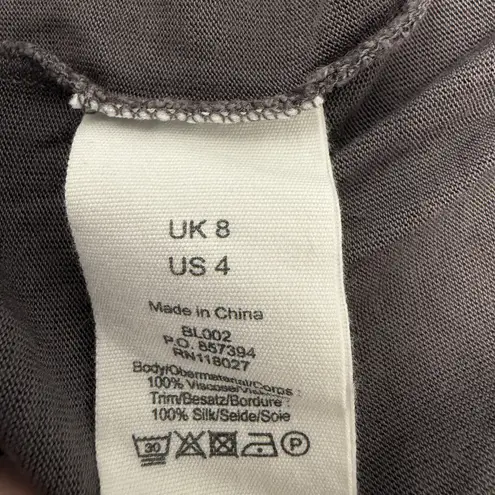 UK 8
US 4
Made in China
BL002
P.O. 857394
RN118027
Body/Obermaterial/Corps :
100% Viscose/Viscose
Trim/Besatz/Bordure :
100% Silk/Seide/Soie
30 P